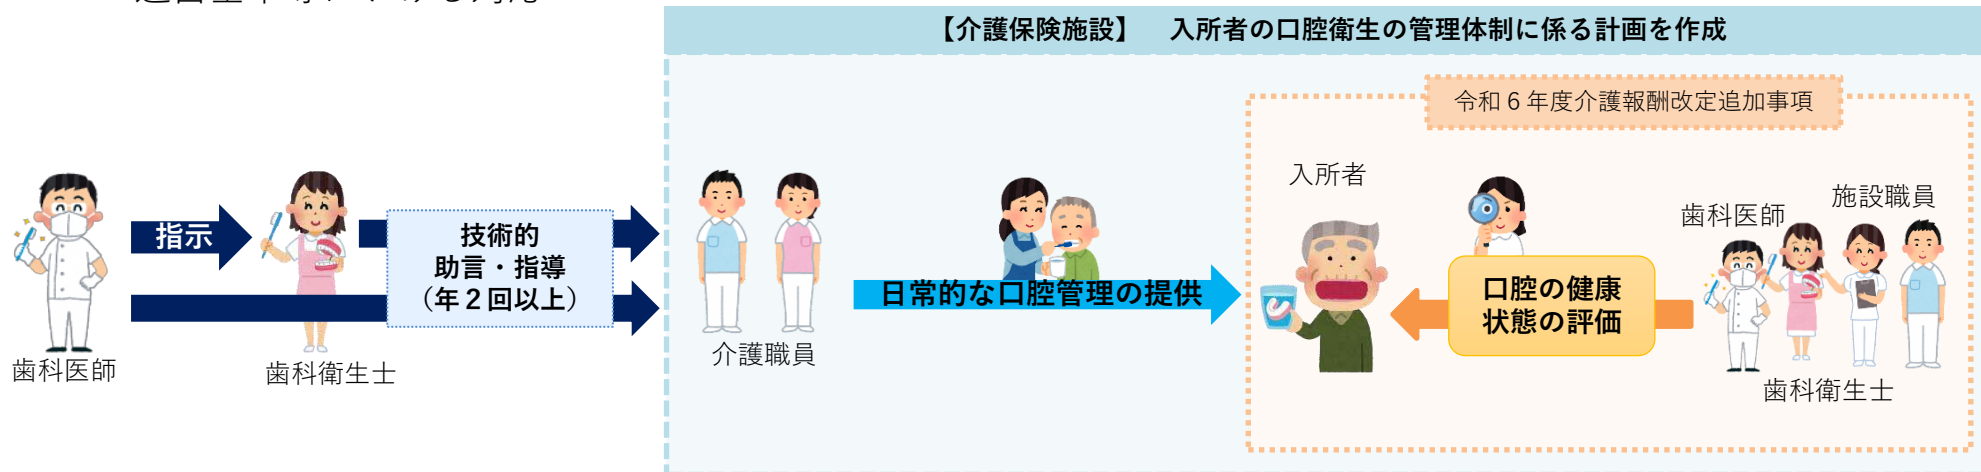 【介護保険施設】 入所者の口腔衛生の管理体制に係る計画を作成
令和6年度介護報酬改定追加事項
指示
技術的
助言・指導
（年2回以上）
歯科医師
歯科衛生士
介護職員
日常的な口腔管理の提供
入所者
口腔の健康
状態の評価
歯科医師
施設職員
歯科衛生士